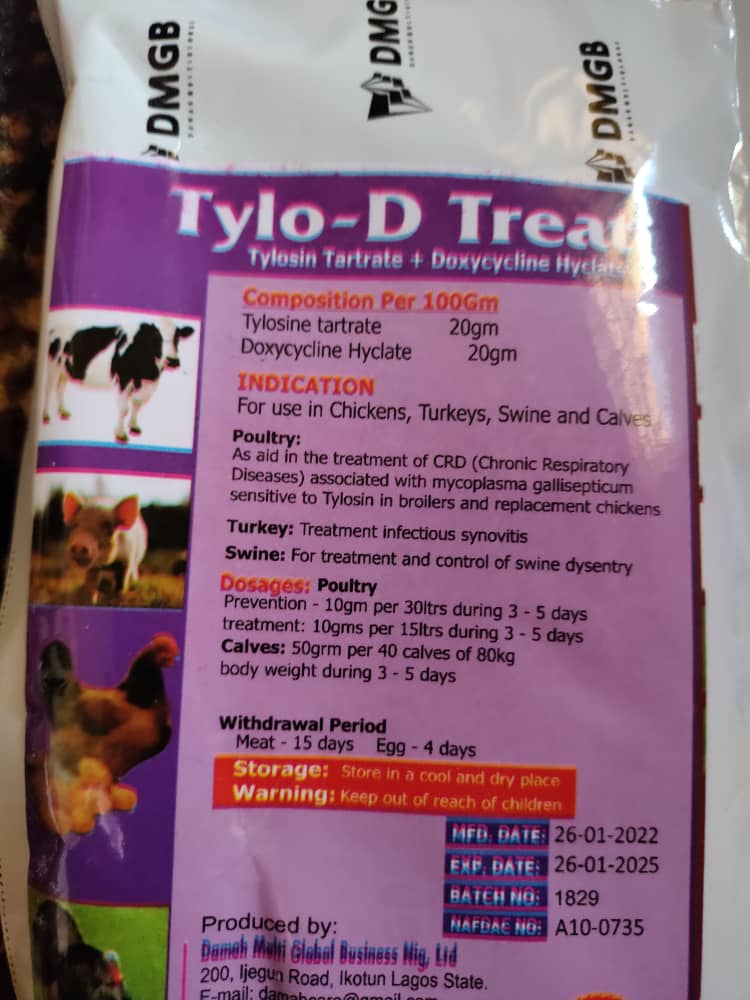 DMGB
DMG
DMGB
Tylo-D Treat
Tylosin Tartrate + Doxycycline Hyclate
Composition Per 100Gm
Tylosine tartrate 20gm
Doxycycline Hyclate 20gm
INDICATION
For use in Chickens, Turkeys, Swine and Calves
Poultry:
As aid in the treatment of CRD (Chronic Respiratory
Diseases) associated with mycoplasma gallisepticum
sensitive to Tylosin in broilers and replacement chickens
Turkey: Treatment infectious synovitis
Swine: For treatment and control of swine dysentry
Dosages: Poultry
Prevention - 10gm per 30ltrs during 3 - 5 days
treatment: 10gms per 15ltrs during 3 - 5 days
Calves: 50grm per 40 calves of 80kg
body weight during 3 - 5 days
Withdrawal Period
Meat - 15 days Egg - 4 days
Storage: Store in a cool and dry place
Warning: Keep out of reach of children
MFD. DATE: 26-01-2022
EXP. DATE: 26-01-2025
BATCH NO: 1829
NAFDAC NO: A10-0735
Produced by:
Damah Multi Global Business Nig, Ltd
200, Ijegun Road, Ikotun Lagos State.
E-mail: